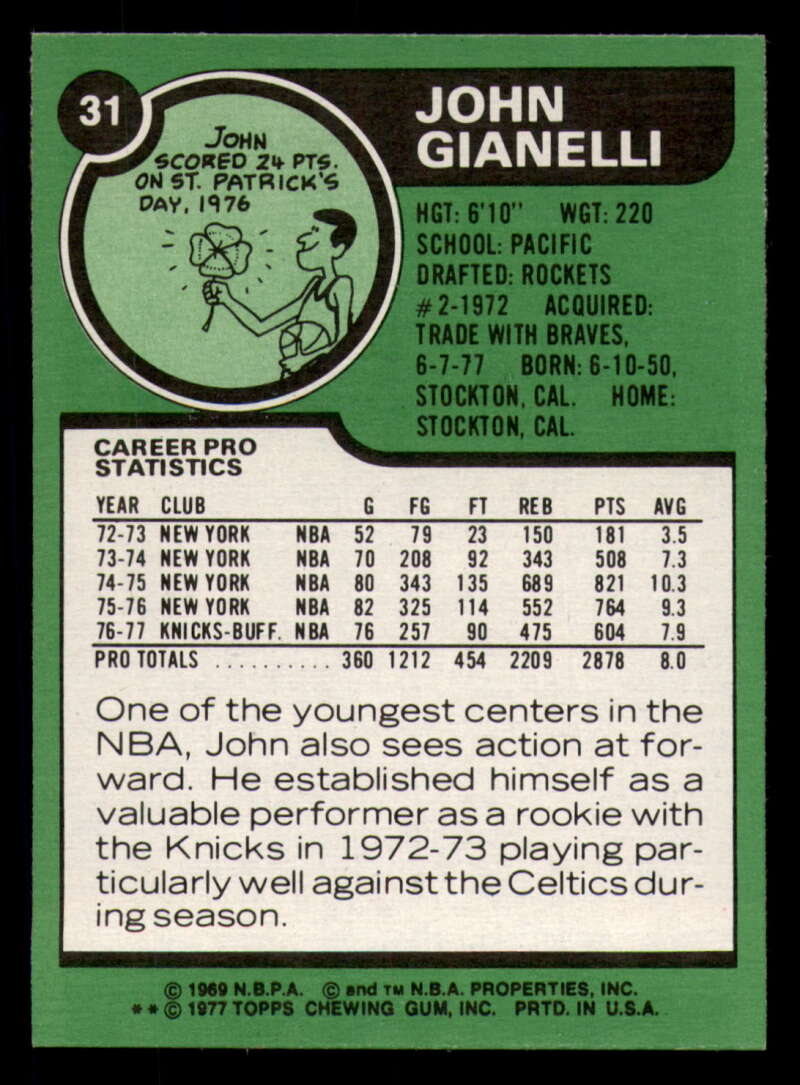 31
JOHN
GIANELLI
JOHN
SCORED 24 PTS.
ON ST. PATRICK'S
DAY, 1976
HGT: 6'10" WGT: 220
SCHOOL: PACIFIC
DRAFTED: ROCKETS
#2-1972 ACQUIRED:
TRADE WITH BRAVES,
6-7-77 BORN: 6-10-50,
STOCKTON, CAL. HOME:
STOCKTON, CAL.
CAREER PRO
STATISTICS
YEAR CLUB G FG FT REB PTS AVG
72-73 NEW YORK NBA 52 79 23 150 181 3.5
73-74 NEW YORK NBA 70 208 92 343 508 7.3
74-75 NEW YORK NBA 80 343 135 689 821 10.3
75-76 NEW YORK NBA 82 325 114 552 764 9.3
76-77 KNICKS-BUFF. NBA 76 257 90 475 604 7.9
PRO TOTALS .......... 360 1212 454 2209 2878 8.0
One of the youngest centers in the
NBA, John also sees action at for-
ward. He established himself as a
valuable performer as a rookie with
the Knicks in 1972-73 playing par-
ticularly well against the Celtics dur-
ing season.
© 1969 N.B.P.A. © and TM N.B.A. PROPERTIES, INC.
** © 1977 TOPPS CHEWING GUM, INC. PRTD. IN U.S.A.